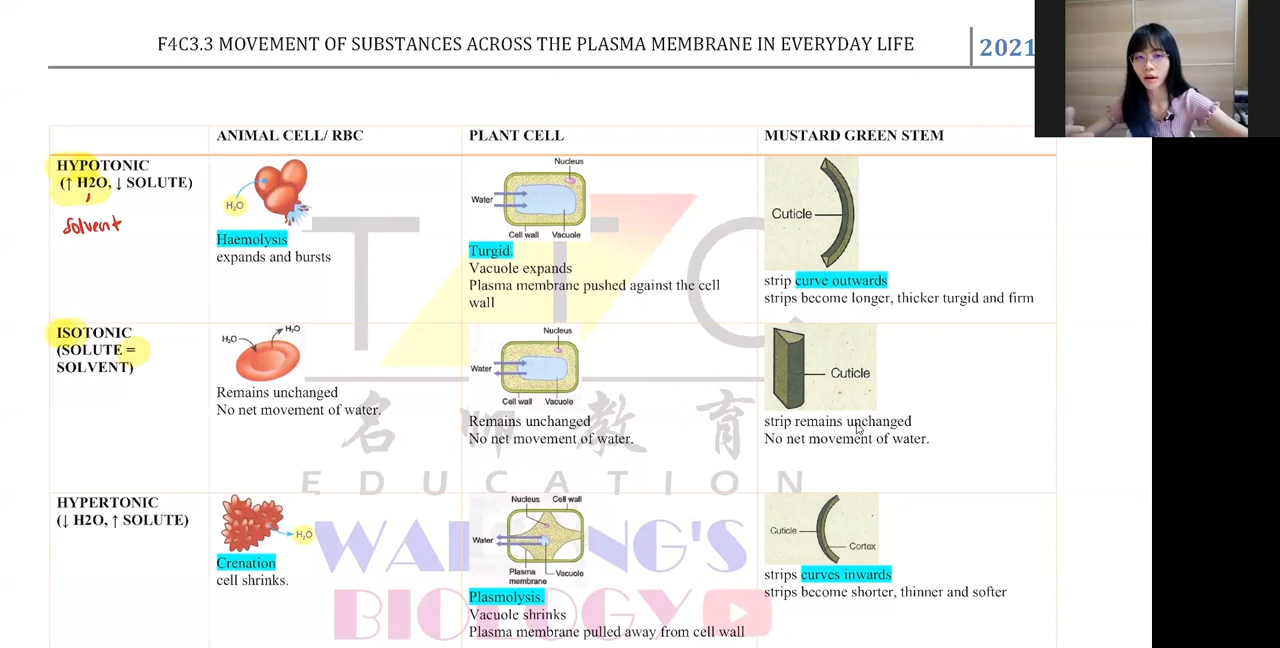 F4C3.3 MOVEMENT OF SUBSTANCES ACROSS THE PLASMA MEMBRANE IN EVERYDAY LIFE
2021
ANIMAL CELL/ RBC
PLANT CELL
MUSTARD GREEN STEM
HYPOTONIC
(↑ H2O, ↓ SOLUTE)
Solvent
H₂O
Haemolysis
expands and bursts
Nucleus
Water
Cell wall
Vacuole
Turgid.
Vacuole expands
Plasma membrane pushed against the cell
wall
Cuticle
strip curve outwards
strips become longer, thicker turgid and firm
ISOTONIC
(SOLUTE =
SOLVENT)
H₂O
H₂O
Remains unchanged
No net movement of water.
Nucleus
Water
Cell wall
Vacuole
Remains unchanged
No net movement of water.
Cuticle
strip remains unchanged
No net movement of water.
HYPERTONIC
(↓ H2O, ↑ SOLUTE)
H₂O
Crenation
cell shrinks.
Nucleus
Cell wall
Water
Plasma
membrane
Vacuole
Plasmolysis.
Vacuole shrinks
Plasma membrane pulled away from cell wall
Cuticle
Cortex
strips curves inwards
strips become shorter, thinner and softer
TTC
名師教育
EDUCATION
BIOLOGY